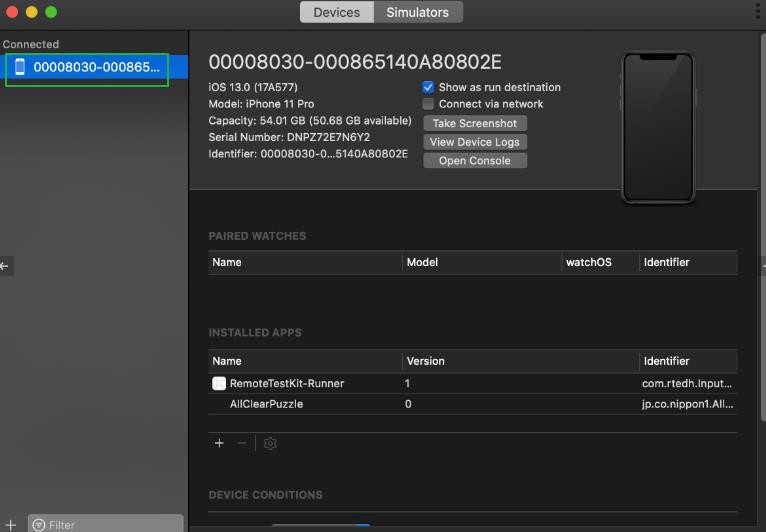 Devices
Simulators
Connected
00008030-000865...
00008030-000865140A80802E
iOS 13.0 (17A577)
Model: iPhone 11 Pro
Capacity: 54.01 GB (50.68 GB available)
Serial Number: DNPZ72E7N6Y2
Identifier: 00008030-0...5140A80802E
Show as run destination
Connect via network
Take Screenshot
View Device Logs
Open Console
PAIRED WATCHES
Name Model watchOS Identifier
INSTALLED APPS
Name Version Identifier
RemoteTestKit-Runner 1 com.rtedh.Input...
AllClearPuzzle 0 jp.co.nippon1.All...
DEVICE CONDITIONS
Filter